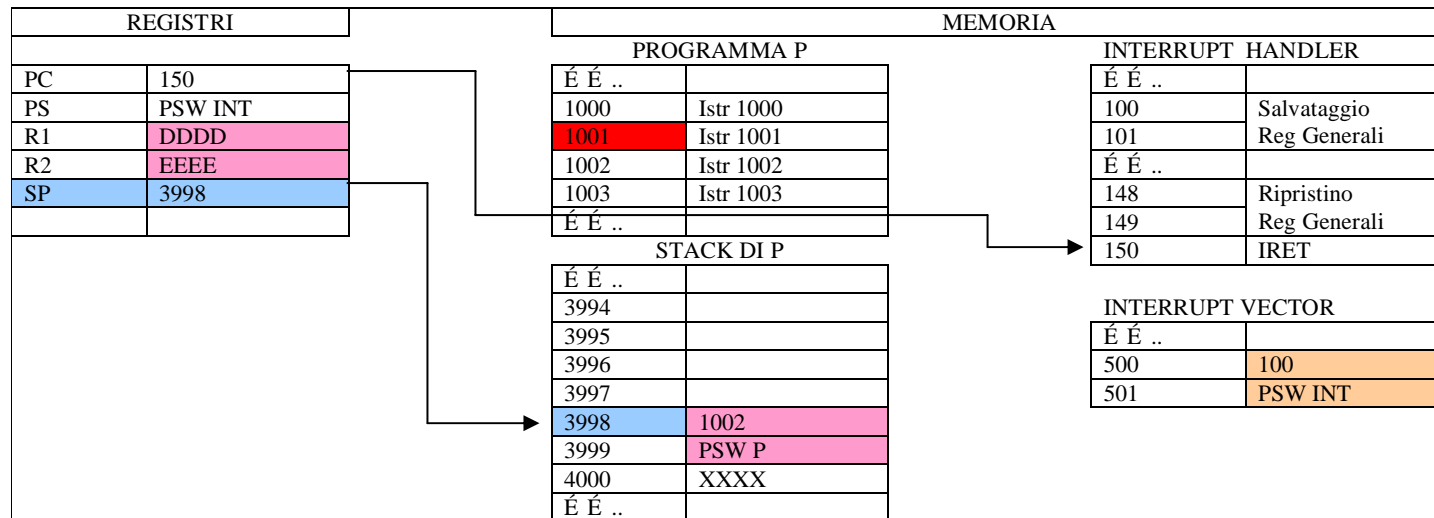 REGISTRI
MEMORIA
PROGRAMMA P
INTERRUPT HANDLER
PC 150
É É ..
É É ..
PS PSW INT
1000 Istr 1000
100 Salvataggio
R1 DDDD
1001 Istr 1001
101 Reg Generali
R2 EEEE
1002 Istr 1002
É É ..
SP 3998
1003 Istr 1003
148 Ripristino
É É ..
149 Reg Generali
STACK DI P
150 IRET
É É ..
3994
INTERRUPT VECTOR
3995
É É ..
3996
500 100
3997
501 PSW INT
3998 1002
3999 PSW P
4000 XXXX
É É ..